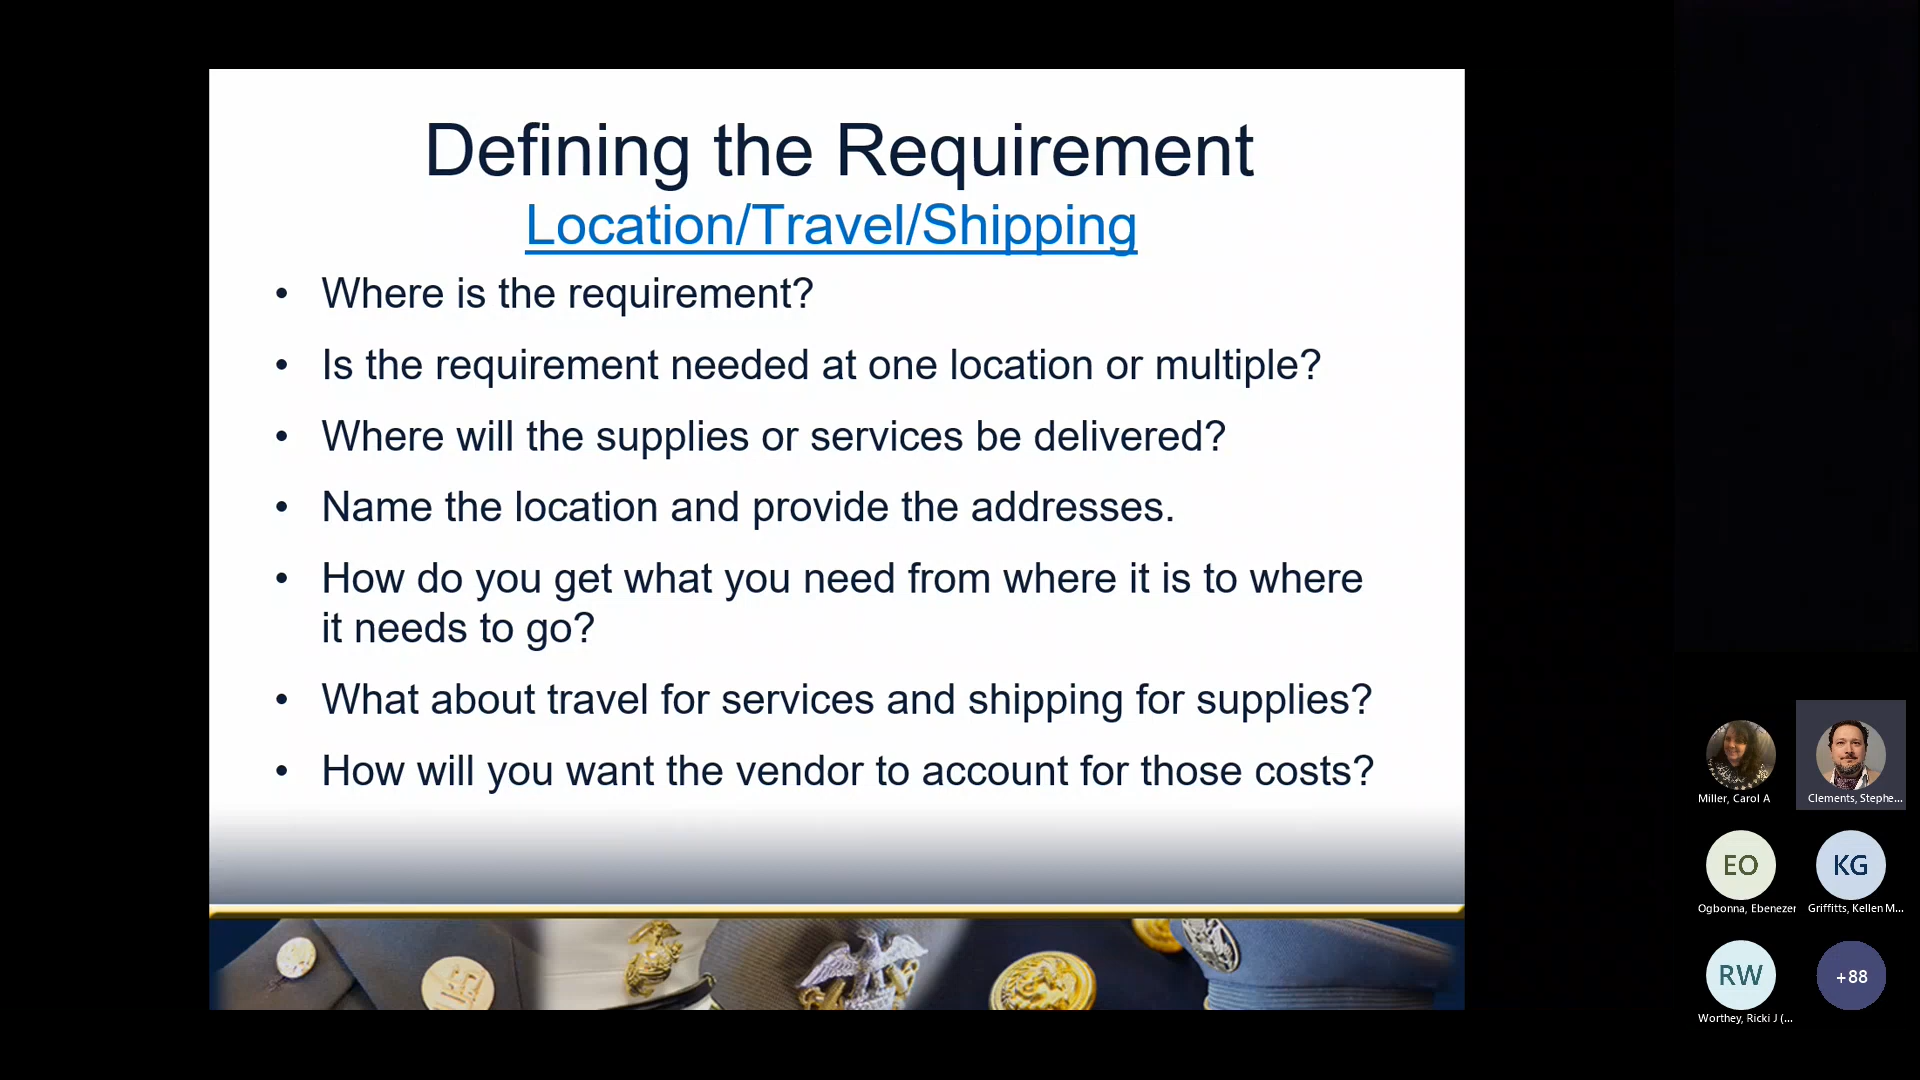 Defining the Requirement
Location/Travel/Shipping
• Where is the requirement?
• Is the requirement needed at one location or multiple?
• Where will the supplies or services be delivered?
• Name the location and provide the addresses.
• How do you get what you need from where it is to where
it needs to go?
• What about travel for services and shipping for supplies?
• How will you want the vendor to account for those costs?
Miller, Carol A
Clements, Stephe...
EO
KG
Ogbonna, Ebenezer
Griffitts, Kellen M...
RW
+88
Worthey, Ricki J (...